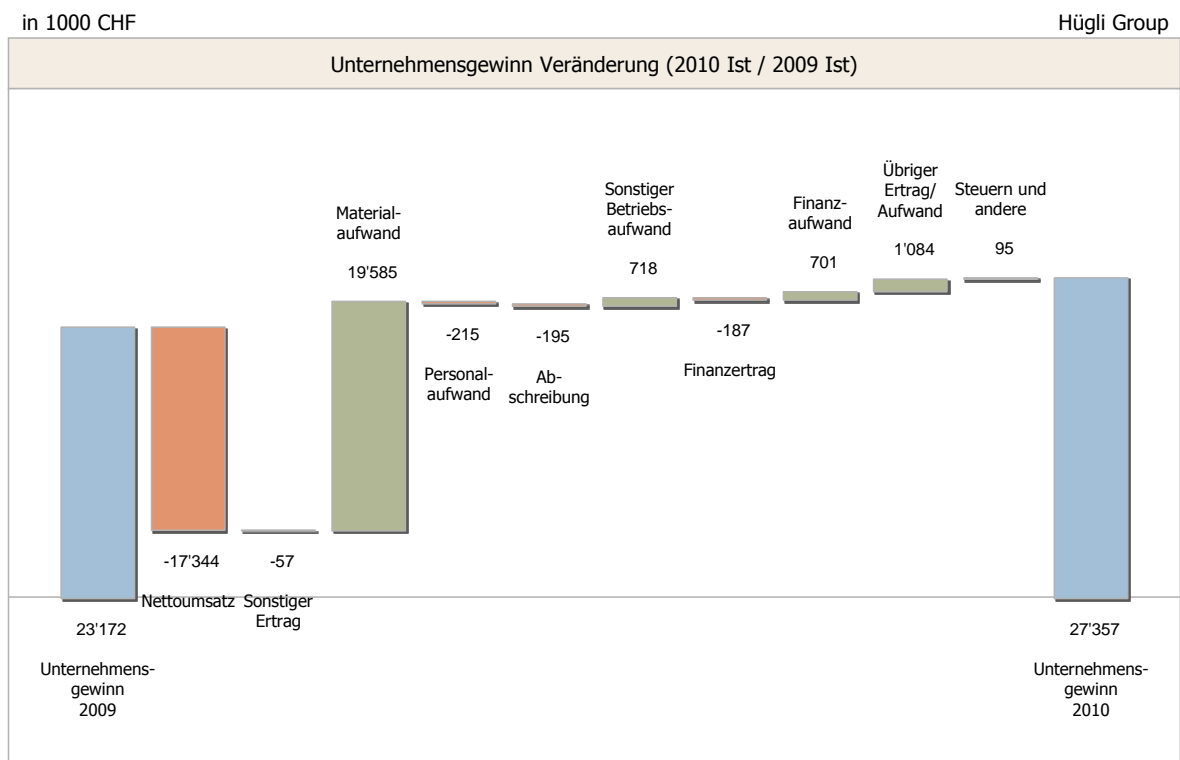 in 1000 CHF
Hügli Group
Unternehmensgewinn Veränderung (2010 Ist / 2009 Ist)
23'172
Unternehmens-
gewinn
2009
-17'344
Nettoumsatz
-57
Sonstiger
Ertrag
Material-
aufwand
19'585
-215
Personal-
aufwand
-195
Ab-
schreibung
Sonstiger
Betriebs-
aufwand
718
-187
Finanzertrag
Finanz-
aufwand
701
Übriger
Ertrag/
Aufwand
1'084
Steuern und
andere
95
27'357
Unternehmens-
gewinn
2010